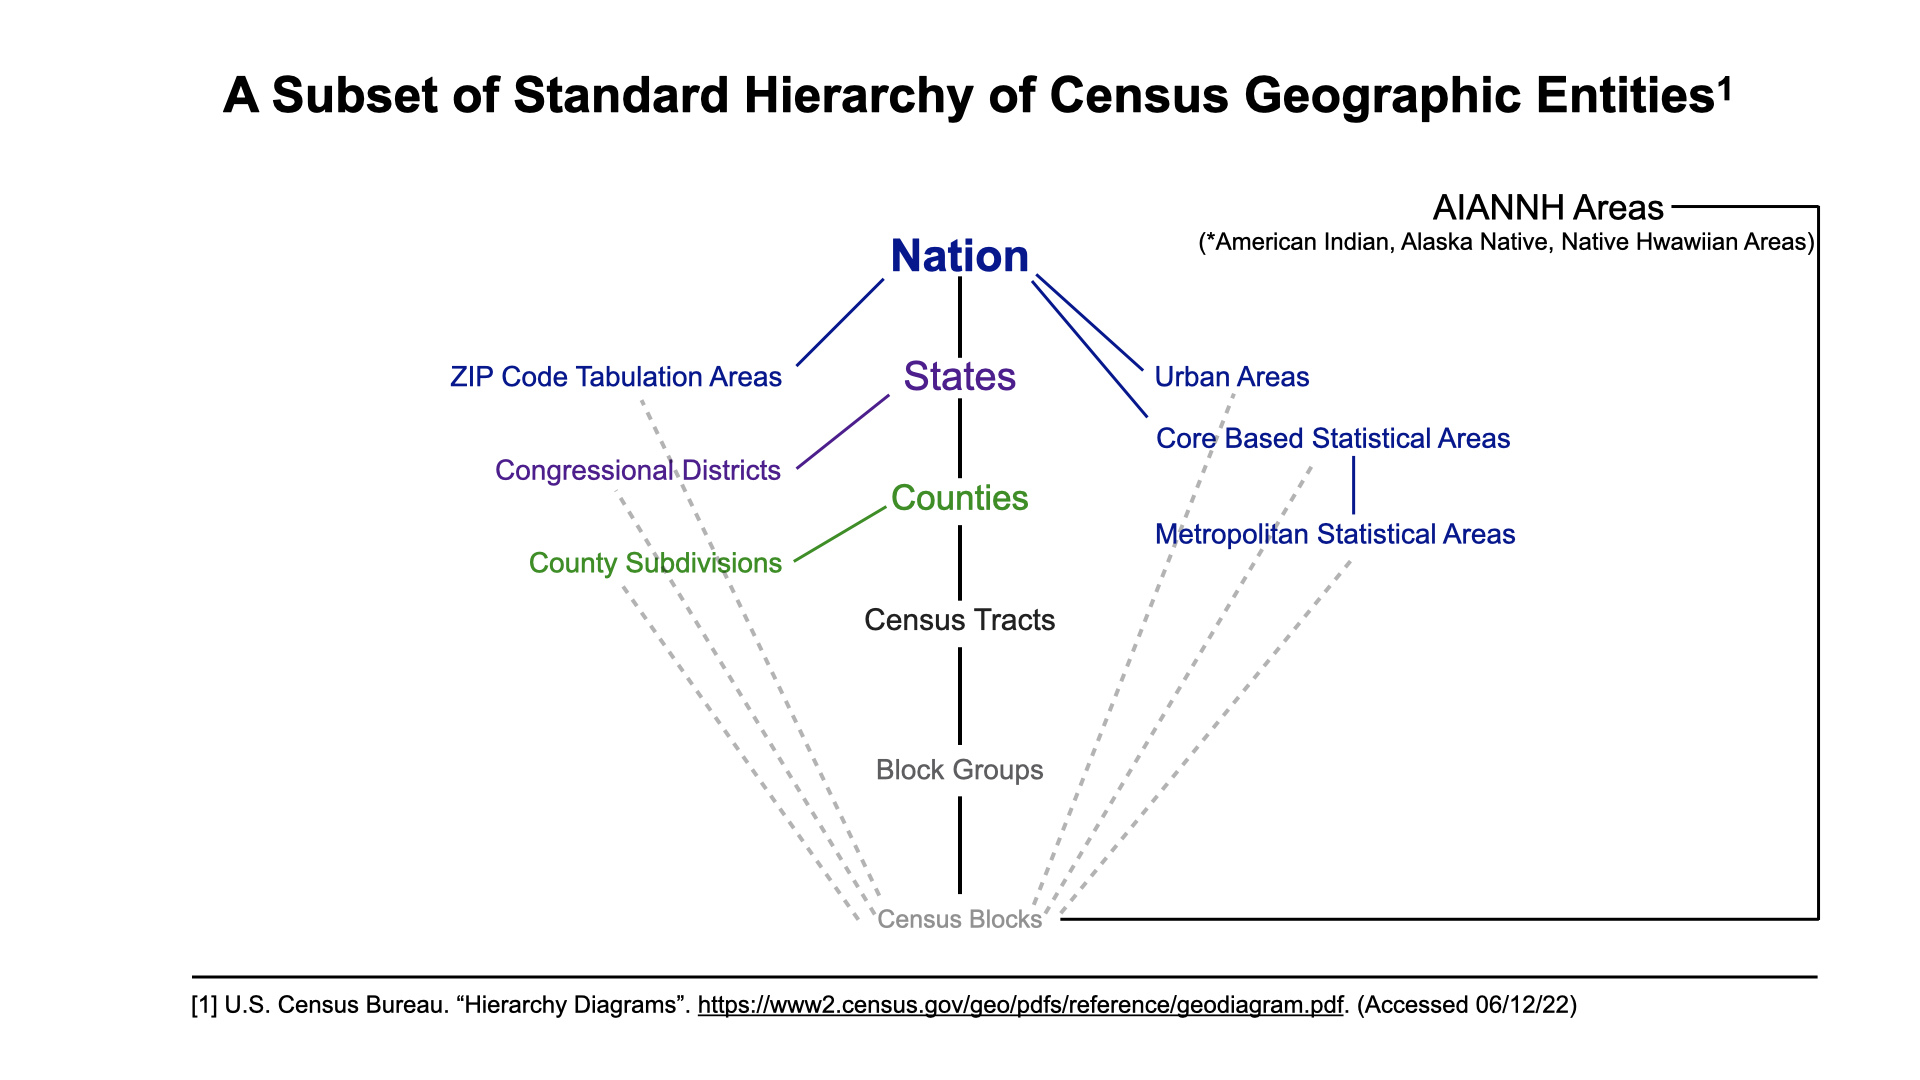 A Subset of Standard Hierarchy of Census Geographic Entities¹
AIANNH Areas
(*American Indian, Alaska Native, Native Hwawiian Areas)
Nation
ZIP Code Tabulation Areas
States
Urban Areas
Core Based Statistical Areas
Congressional Districts
Counties
Metropolitan Statistical Areas
County Subdivisions
Census Tracts
Block Groups
Census Blocks
[1] U.S. Census Bureau. “Hierarchy Diagrams”. https://www2.census.gov/geo/pdfs/reference/geodiagram.pdf. (Accessed 06/12/22)